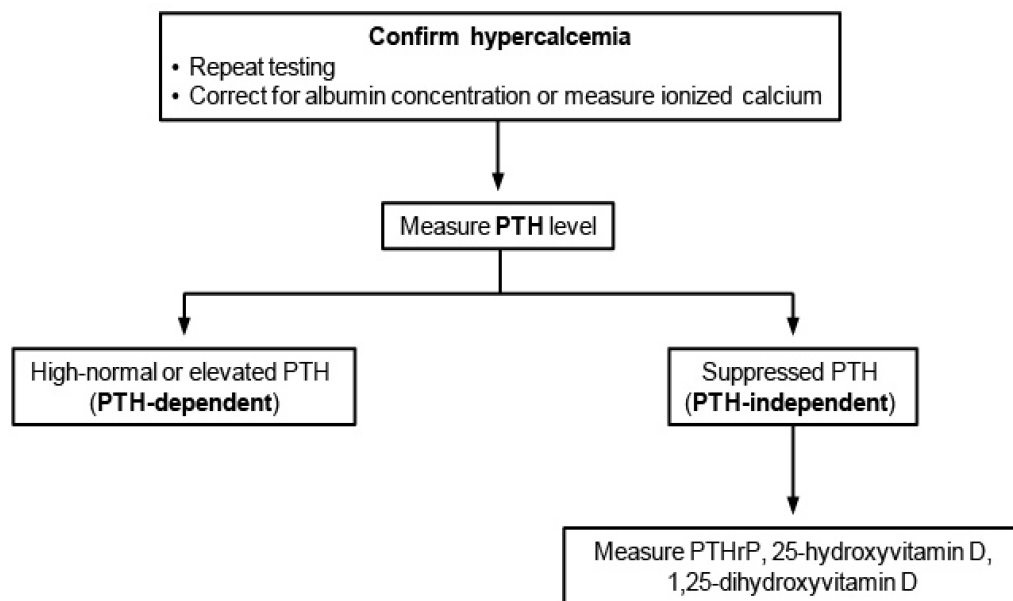 Confirm hypercalcemia
• Repeat testing
• Correct for albumin concentration or measure ionized calcium
Measure PTH level
High-normal or elevated PTH
(PTH-dependent)
Suppressed PTH
(PTH-independent)
Measure PTHrP, 25-hydroxyvitamin D,
1,25-dihydroxyvitamin D